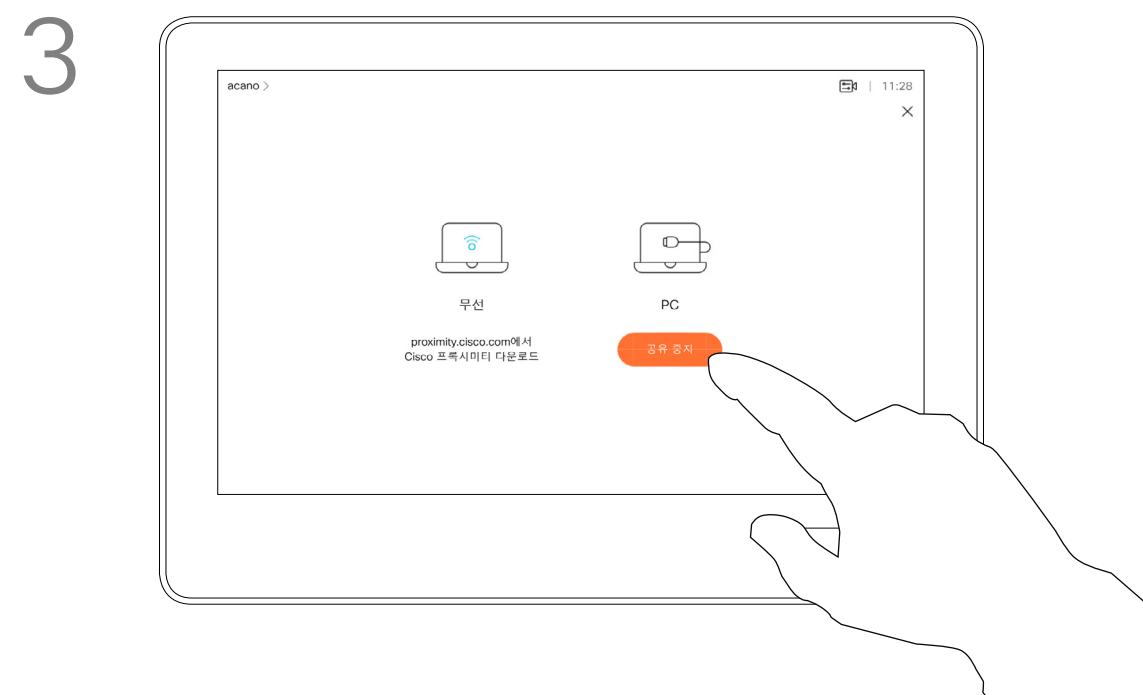 3
acano >
| 11:28
무선
PC
proximity.cisco.com에서
Cisco 프록시미티 다운로드
공유 중지